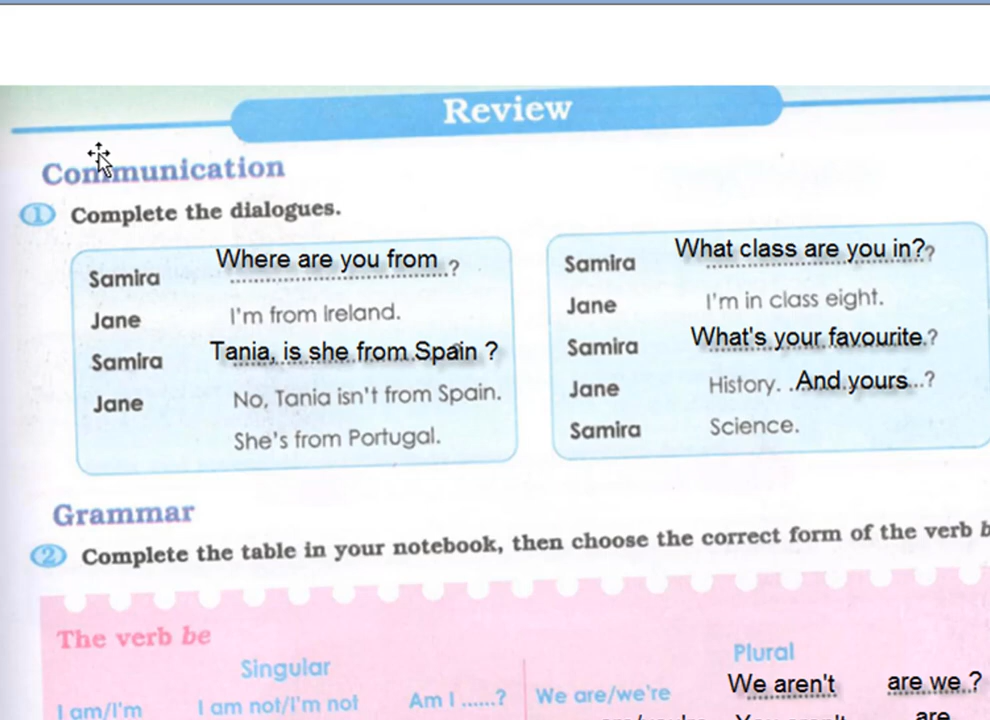 Review
Communication
1 Complete the dialogues.
Samira Where are you from ?
Jane I'm from Ireland.
Samira Tania, is she from Spain ?
Jane No, Tania isn't from Spain.
She's from Portugal.
Samira What class are you in??
Jane I'm in class eight.
Samira What's your favourite.?
Jane History. ..And yours...?
Samira Science.
Grammar
2 Complete the table in your notebook, then choose the correct form of the verb b
The verb be
Singular Plural
I am/I'm I am not/I'm not Am I ......? We are/we're We aren't are we .?
You aren't are